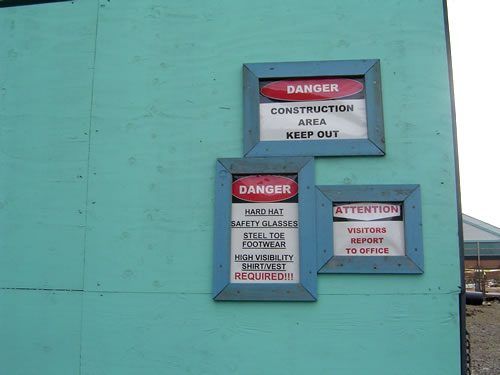 DANGER
CONSTRUCTION
AREA
KEEP OUT
DANGER
HARD HAT
SAFETY GLASSES
STEEL TOE
FOOTWEAR
HIGH VISIBILITY
SHIRT/VEST
REQUIRED!!!
ATTENTION
VISITORS
REPORT
TO OFFICE